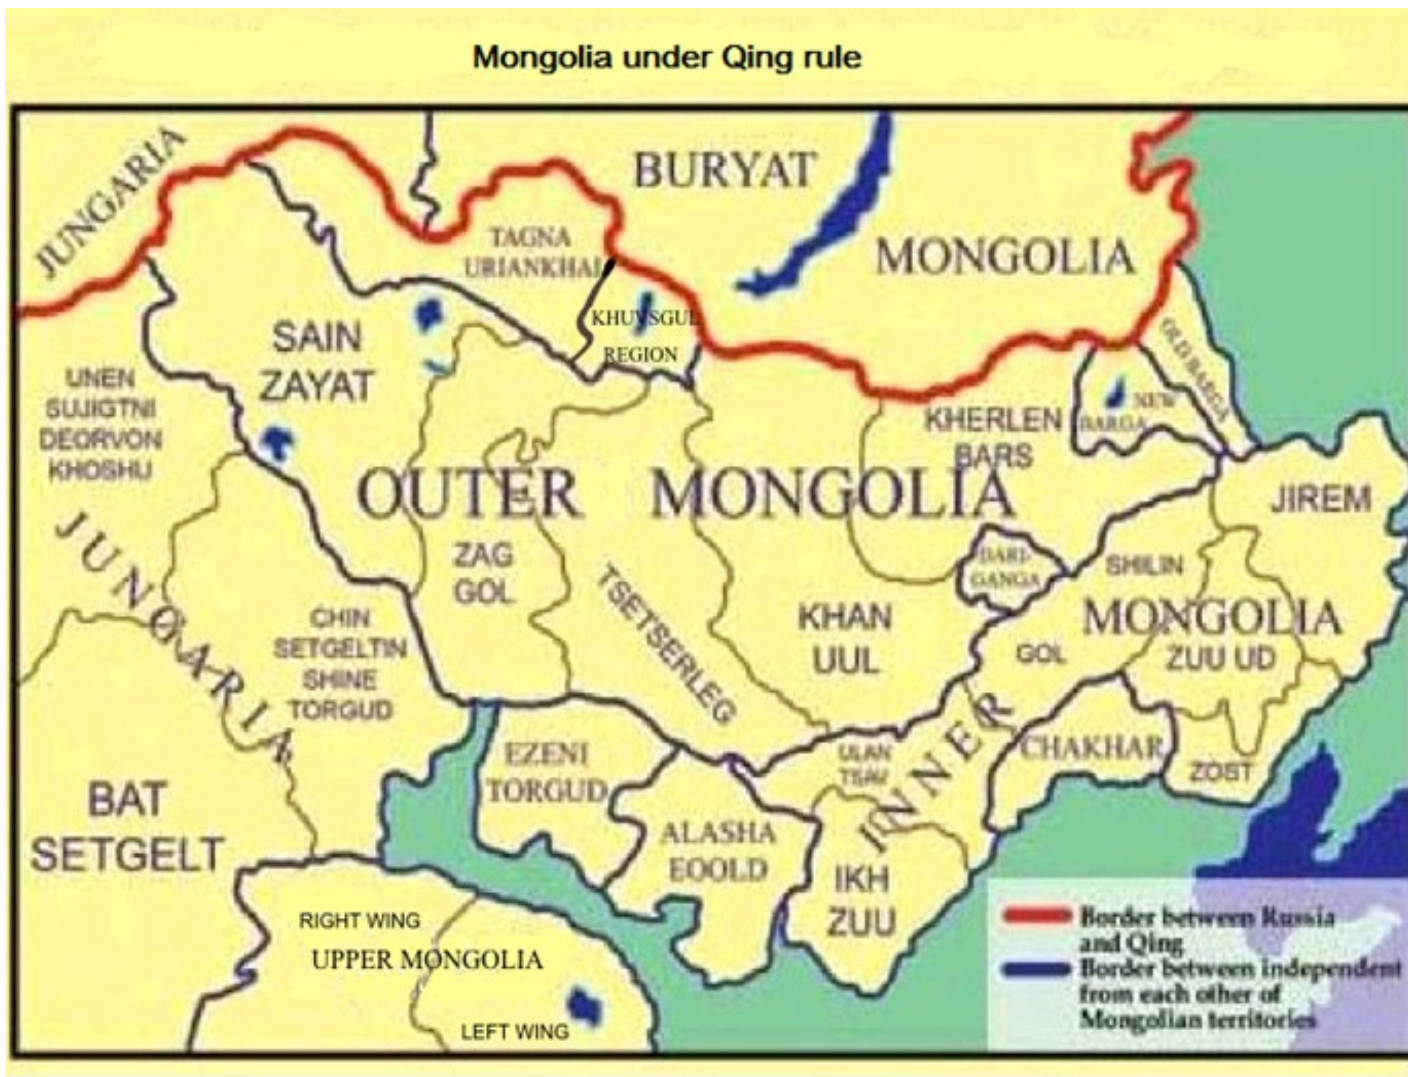 Mongolia under Qing rule
JUNGARIA
BURYAT
MONGOLIA
TAGNA
URIANKHAI
KHUVSGUL
REGION
SAIN
ZAYAT
OLD BARGA
NEW
BARGA
UNEN
SUJIGTNI
DEORVON
KHOSHU
KHERLEN
BARS
OUTER MONGOLIA
JIREM
ZAG
GOL
TSETSERLEG
DARI-
GANGA
SHILIN
GOL
JUNGARIA
CHIN
SETGELTIN
SHINE
TORGUD
KHAN
UUL
INNER
MONGOLIA
ZUU UD
CHAKHAR
ZOST
EZENI
TORGUD
ULAN
TSAV
BAT
SETGELT
ALASHA
EOOLD
IKH
ZUU
RIGHT WING
UPPER MONGOLIA
LEFT WING
Border between Russia
and Qing
Border between independent
from each other of
Mongolian territories